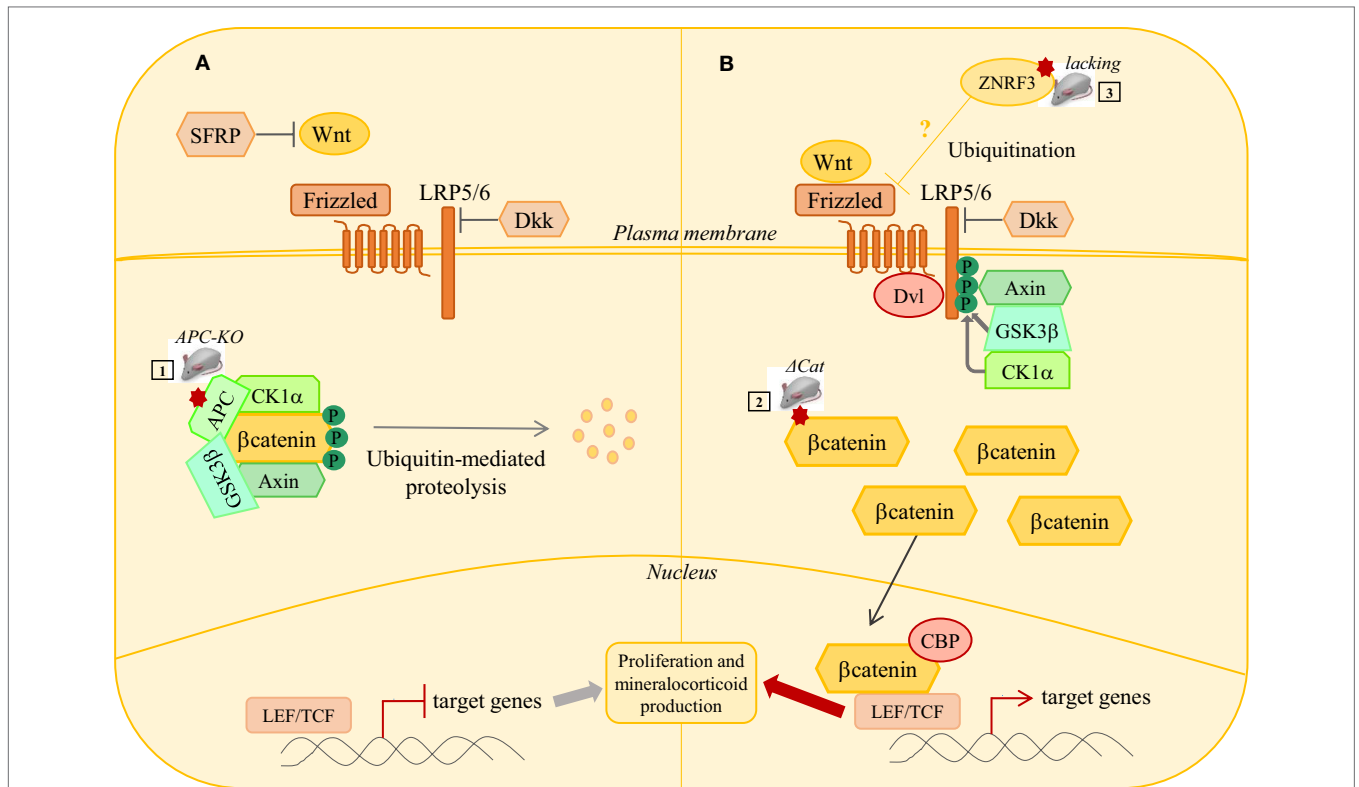 A
SFRP
Wnt
Frizzled
LRP5/6
Dkk
Plasma membrane
APC-KO
1
APC
CK1α
βcatenin
GSK3β
Axin
P
P
P
Ubiquitin-mediated
proteolysis
Nucleus
LEF/TCF
target genes
Proliferation and
mineralocorticoid
production
B
ZNRF3
lacking
3
?
Ubiquitination
Wnt
Frizzled
LRP5/6
Dkk
Dvl
P
P
P
Axin
GSK3β
CK1α
ΔCat
2
βcatenin
βcatenin
βcatenin
βcatenin
CBP
βcatenin
LEF/TCF
target genes